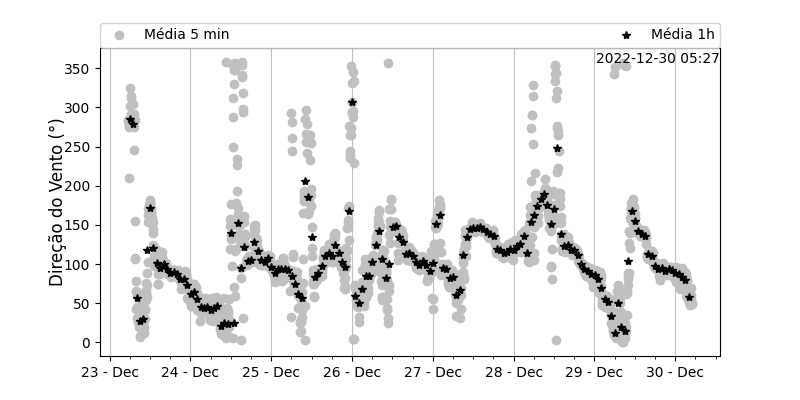 Média 5 min
Média 1h
2022-12-30 05:27
Direção do Vento (°)
350
300
250
200
150
100
50
0
23 - Dec
24 - Dec
25 - Dec
26 - Dec
27 - Dec
28 - Dec
29 - Dec
30 - Dec